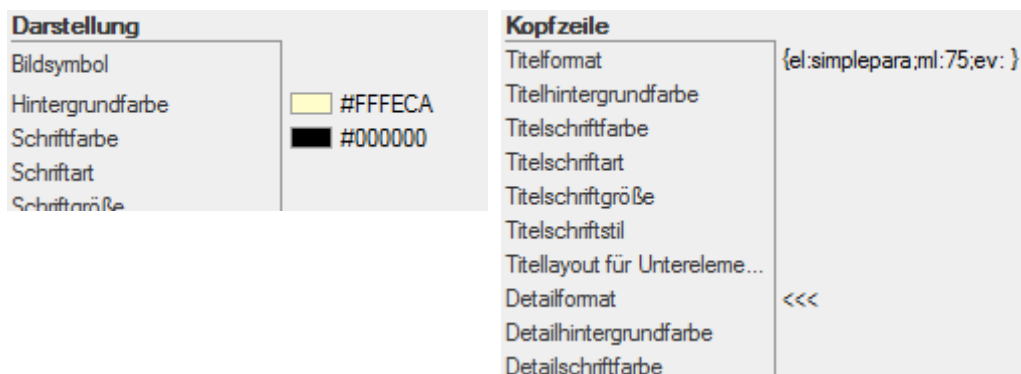 Darstellung
Bildsymbol
Hintergrundfarbe #FFFECA
Schriftfarbe #000000
Schriftart
Schriftgröße
Kopfzeile
Titelformat {el:simplepara;ml:75;ev: }
Titelhintergrundfarbe
Titelschriftfarbe
Titelschriftart
Titelschriftgröße
Titelschriftstil
Titellayout für Untereleme...
Detailformat <<<
Detailhintergrundfarbe
Detailschriftfarbe